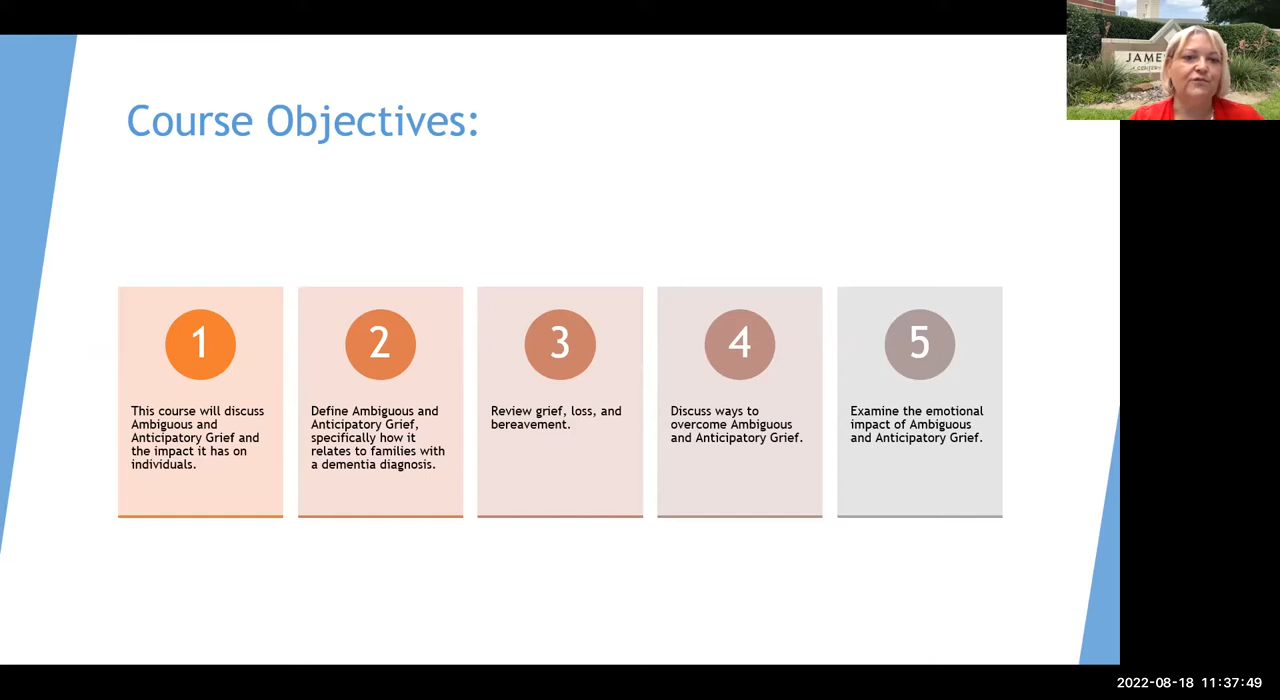 JAME
Course Objectives:
1
This course will discuss
Ambiguous and
Anticipatory Grief and
the impact it has on
individuals.
2
Define Ambiguous and
Anticipatory Grief,
specifically how it
relates to families with
a dementia diagnosis.
3
Review grief, loss, and
bereavement.
4
Discuss ways to
overcome Ambiguous
and Anticipatory Grief.
5
Examine the emotional
impact of Ambiguous
and Anticipatory Grief.
2022-08-18 11:37:49